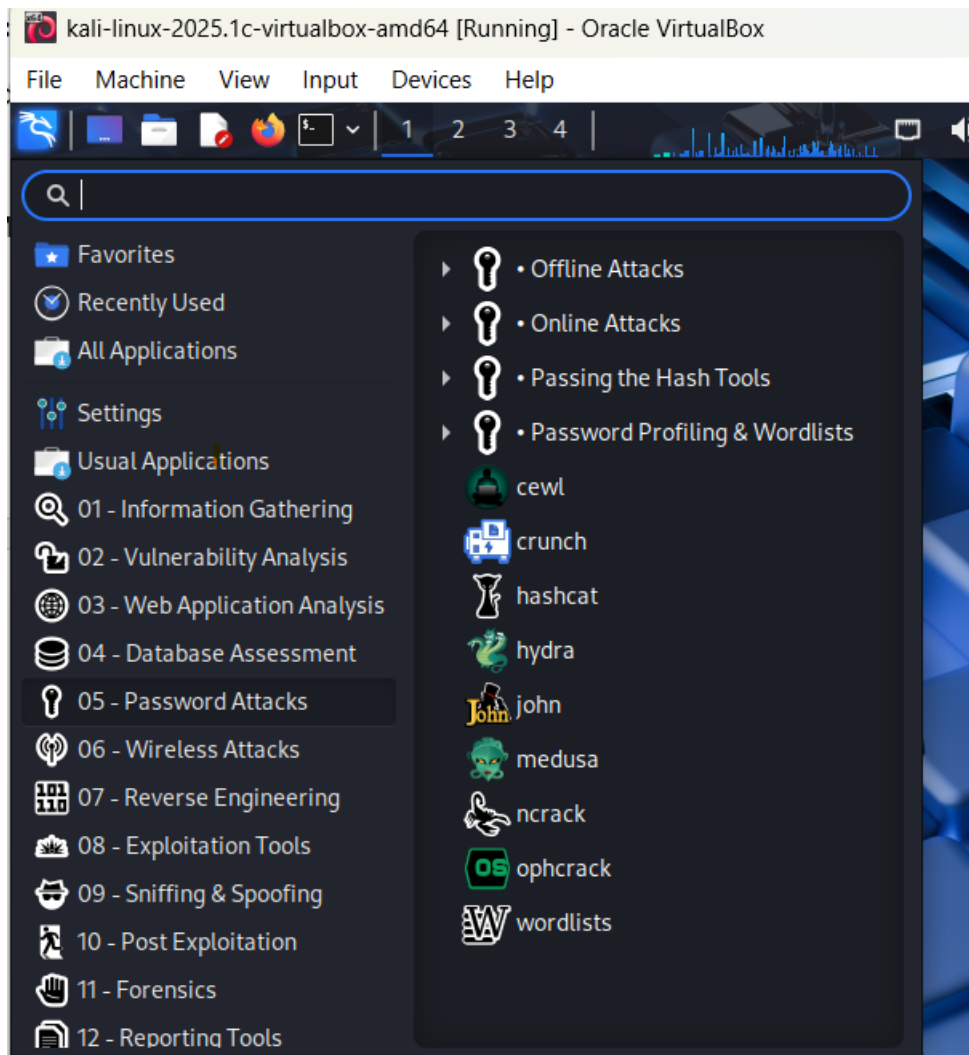 kali-linux-2025.1c-virtualbox-amd64 [Running] - Oracle VirtualBox
File Machine View Input Devices Help
1 2 3 4
Favorites
Recently Used
All Applications
Settings
Usual Applications
01 - Information Gathering
02 - Vulnerability Analysis
03 - Web Application Analysis
04 - Database Assessment
05 - Password Attacks
06 - Wireless Attacks
07 - Reverse Engineering
08 - Exploitation Tools
09 - Sniffing & Spoofing
10 - Post Exploitation
11 - Forensics
12 - Reporting Tools
• Offline Attacks
• Online Attacks
• Passing the Hash Tools
• Password Profiling & Wordlists
cewl
crunch
hashcat
hydra
john
medusa
ncrack
ophcrack
wordlists